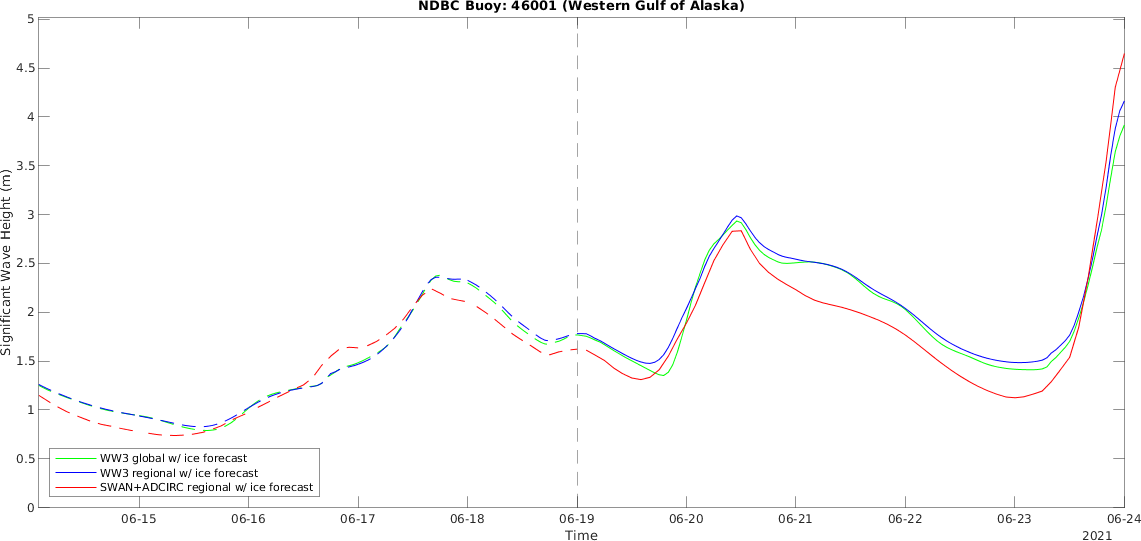 NDBC Buoy: 46001 (Western Gulf of Alaska)
5
4.5
4
3.5
3
2.5
2
1.5
1
0.5
0
Significant Wave Height (m)
WW3 global w/ ice forecast
WW3 regional w/ ice forecast
SWAN+ADCIRC regional w/ ice forecast
06-15 06-16 06-17 06-18 06-19 06-20 06-21 06-22 06-23 06-24
Time
2021